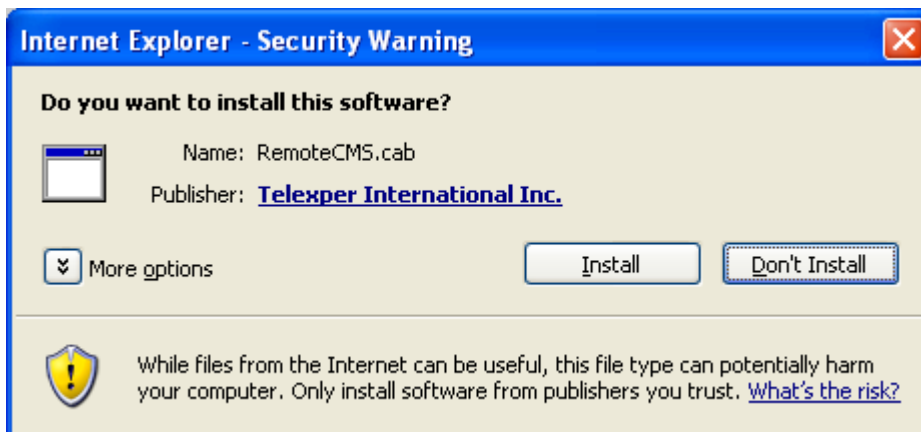 Internet Explorer - Security Warning
Do you want to install this software?
Name: RemoteCMS.cab
Publisher: Telexper International Inc.
More options
Install
Don't Install
While files from the Internet can be useful, this file type can potentially harm
your computer. Only install software from publishers you trust. What's the risk?